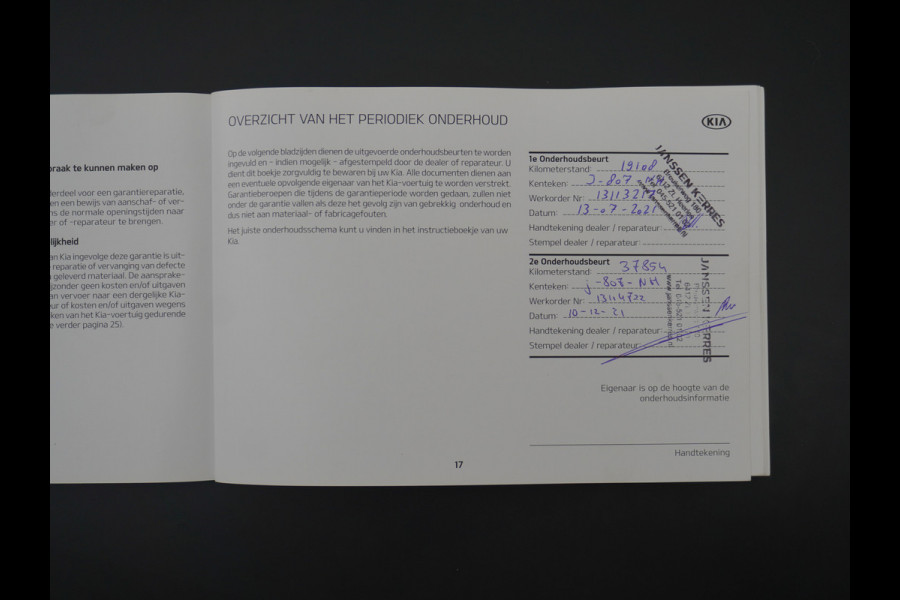 praak te kunnen maken op
erdeel voor een garantiereparatie,
en een bewijs van aanschaf- of ver-
ns de normale openingstijden naar
er of -reparateur te brengen.
lijkheid
an Kia ingevolge deze garantie is uit-
reparatie of vervanging van defecte
geleverd materiaal. De aansprake-
ijzonder geen kosten en/of uitgaven
an vervoer naar een dergelijke Kia-
ur of kosten en/of uitgaven wegens
ken van het Kia-voertuig gedurende
e verder pagina 25).
OVERZICHT VAN HET PERIODIEK ONDERHOUD
Op de volgende bladzijden dienen de uitgevoerde onderhoudsbeurten te worden
ingevuld en – indien mogelijk – afgestempeld door de dealer of reparateur. U
dient dit boekje zorgvuldig te bewaren bij uw Kia. Alle documenten dienen aan
een eventuele opvolgende eigenaar van het Kia-voertuig te worden verstrekt.
Garantieberoepen die tijdens de garantieperiode worden gedaan, zullen niet
onder de garantie vallen als deze het gevolg zijn van gebrekkig onderhoud en
dus niet aan materiaal- of fabricagefouten.
Het juiste onderhoudsschema kunt u vinden in het instructieboekje van uw
Kia.
KIA
1e Onderhoudsbeurt
Kilometerstand: 19108
Kenteken: J-807
Werkorder Nr:
Datum: 13-07-2021
Handtekening dealer / reparateur:
Stempel dealer / reparateur:
JANSSEN KERRES
2e Onderhoudsbeurt
Kilometerstand: 37854
Kenteken: J-807-NH
Werkorder Nr:
Datum: 10-12-21
Handtekening dealer / reparateur:
Stempel dealer / reparateur:
JANSSEN KERRES
Eigenaar is op de hoogte van de
onderhoudsinformatie
Handtekening
17